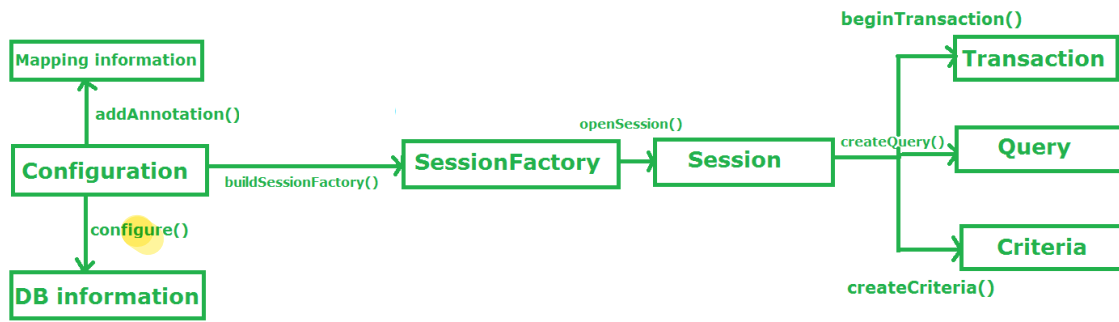 beginTransaction()
Mapping information
Transaction
addAnnotation()
openSession()
createQuery()
Query
Configuration
SessionFactory
Session
buildSessionFactory()
configure()
Criteria
createCriteria()
DB information